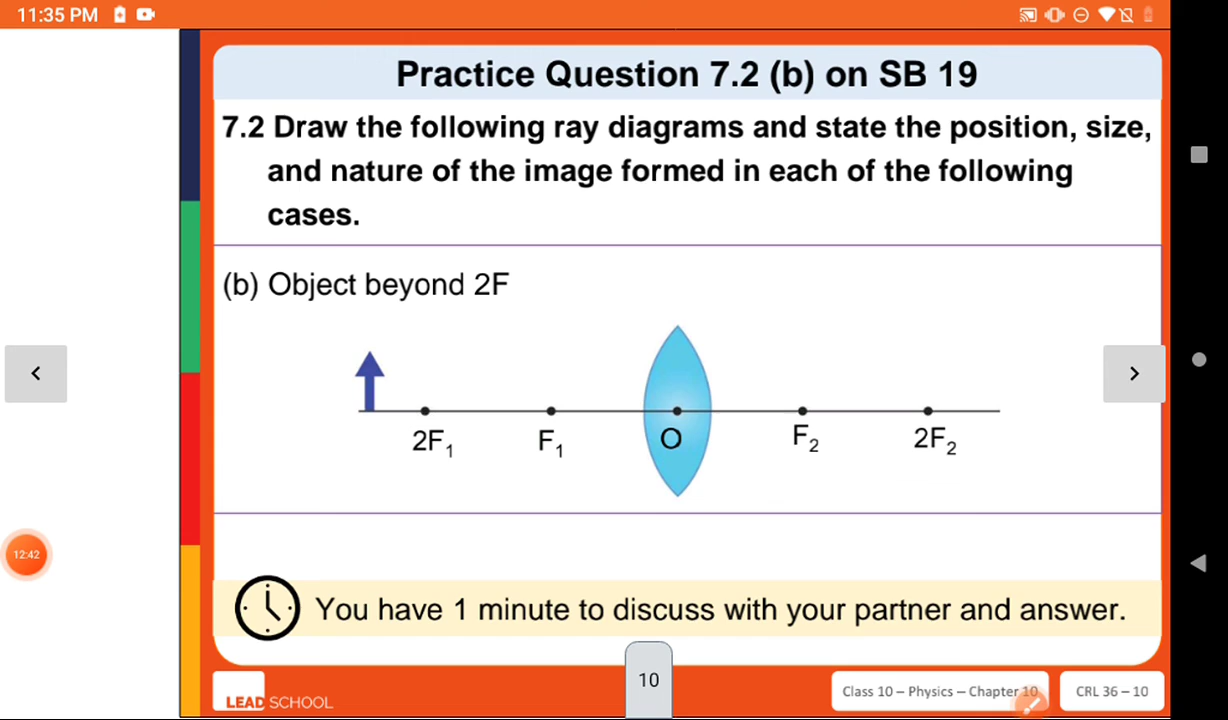 11:35 PM
Practice Question 7.2 (b) on SB 19
7.2 Draw the following ray diagrams and state the position, size,
and nature of the image formed in each of the following
cases.
(b) Object beyond 2F
2F₁ F₁ O F₂ 2F₂
12:42
You have 1 minute to discuss with your partner and answer.
LEAD SCHOOL
10
Class 10 – Physics – Chapter 10
CRL 36 – 10